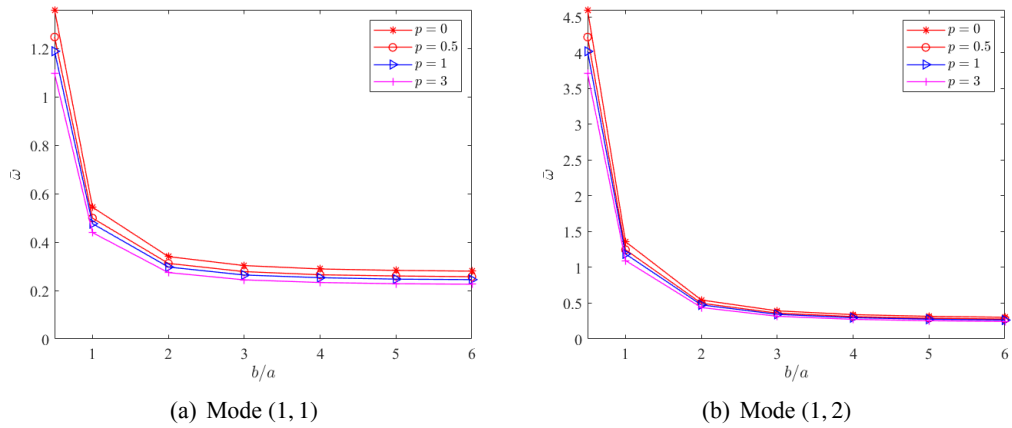 p = 0
p = 0.5
p = 1
p = 3
1.2
1
0.8
0.6
0.4
0.2
0
ω̄
1 2 3 4 5 6
b/a
(a) Mode (1, 1)
p = 0
p = 0.5
p = 1
p = 3
4.5
4
3.5
3
2.5
2
1.5
1
0.5
0
ω̄
1 2 3 4 5 6
b/a
(b) Mode (1, 2)